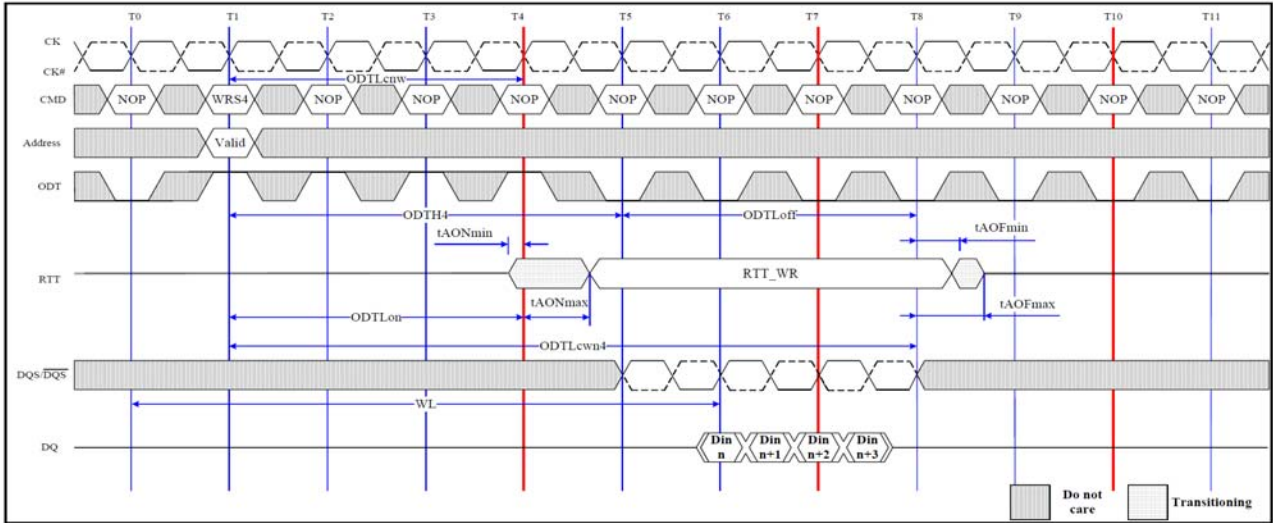 T0 T1 T2 T3 T4 T5 T6 T7 T8 T9 T10 T11
CK
CK#
ODTLcnw
CMD NOP WRS4 NOP NOP NOP NOP NOP NOP NOP NOP NOP NOP
Address Valid
ODT
ODTH4 ODTLoff
tAONmin tAOFmin
RTT RTT_WR
tAONmax tAOFmax
ODTLon
ODTLcwn4
DQS/DQS
WL
DQ Din n Din n+1 Din n+2 Din n+3
Do not care Transitioning